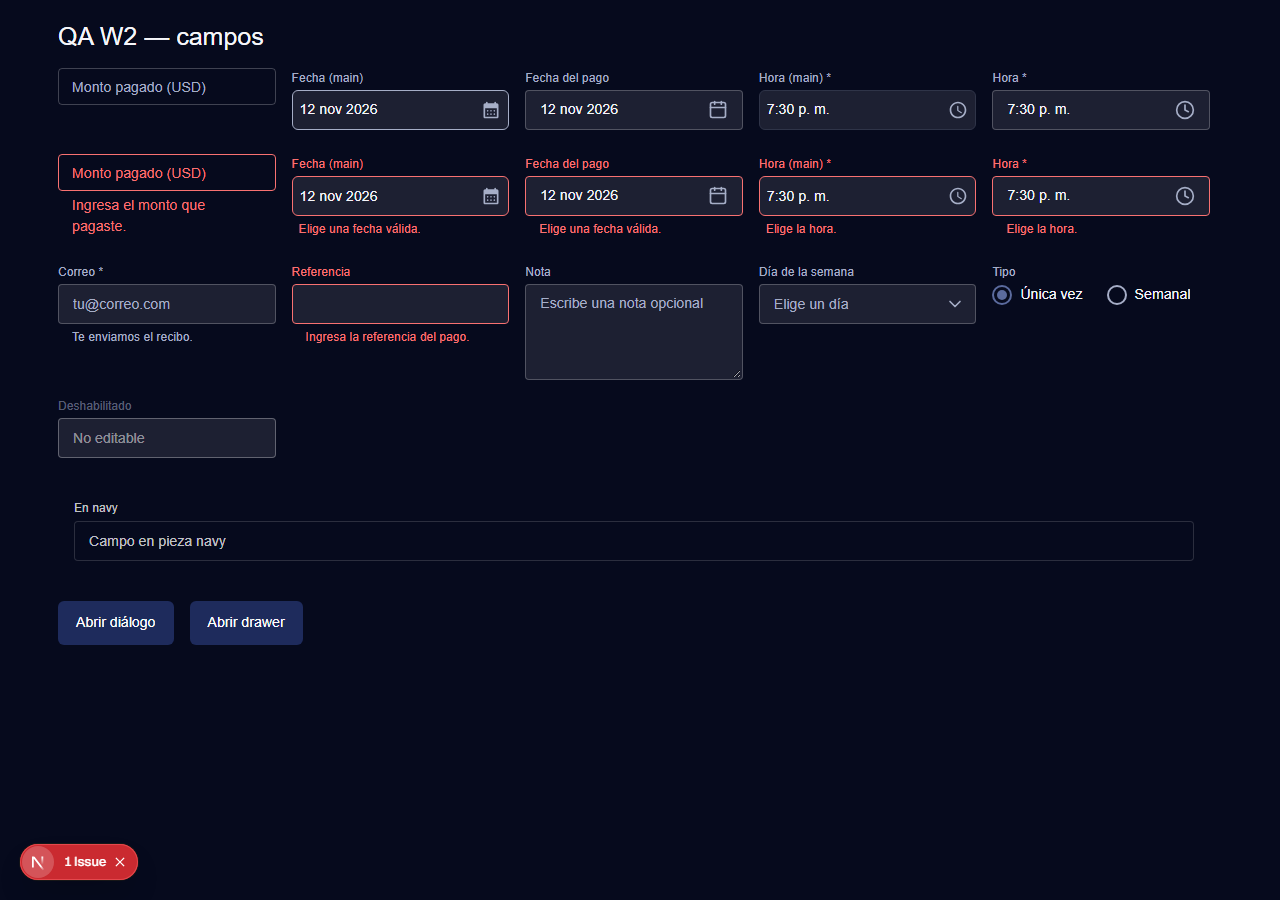 QA W2 — campos
Monto pagado (USD)
Fecha (main)
12 nov 2026
Fecha del pago
12 nov 2026
Hora (main) *
7:30 p. m.
Hora *
7:30 p. m.
Monto pagado (USD)
Ingresa el monto que
pagaste.
Fecha (main)
12 nov 2026
Elige una fecha válida.
Fecha del pago
12 nov 2026
Elige una fecha válida.
Hora (main) *
7:30 p. m.
Elige la hora.
Hora *
7:30 p. m.
Elige la hora.
Correo *
tu@correo.com
Te enviamos el recibo.
Referencia
Ingresa la referencia del pago.
Nota
Escribe una nota opcional
Día de la semana
Elige un día
Tipo
Única vez
Semanal
Deshabilitado
No editable
En navy
Campo en pieza navy
Abrir diálogo
Abrir drawer
N
1 Issue